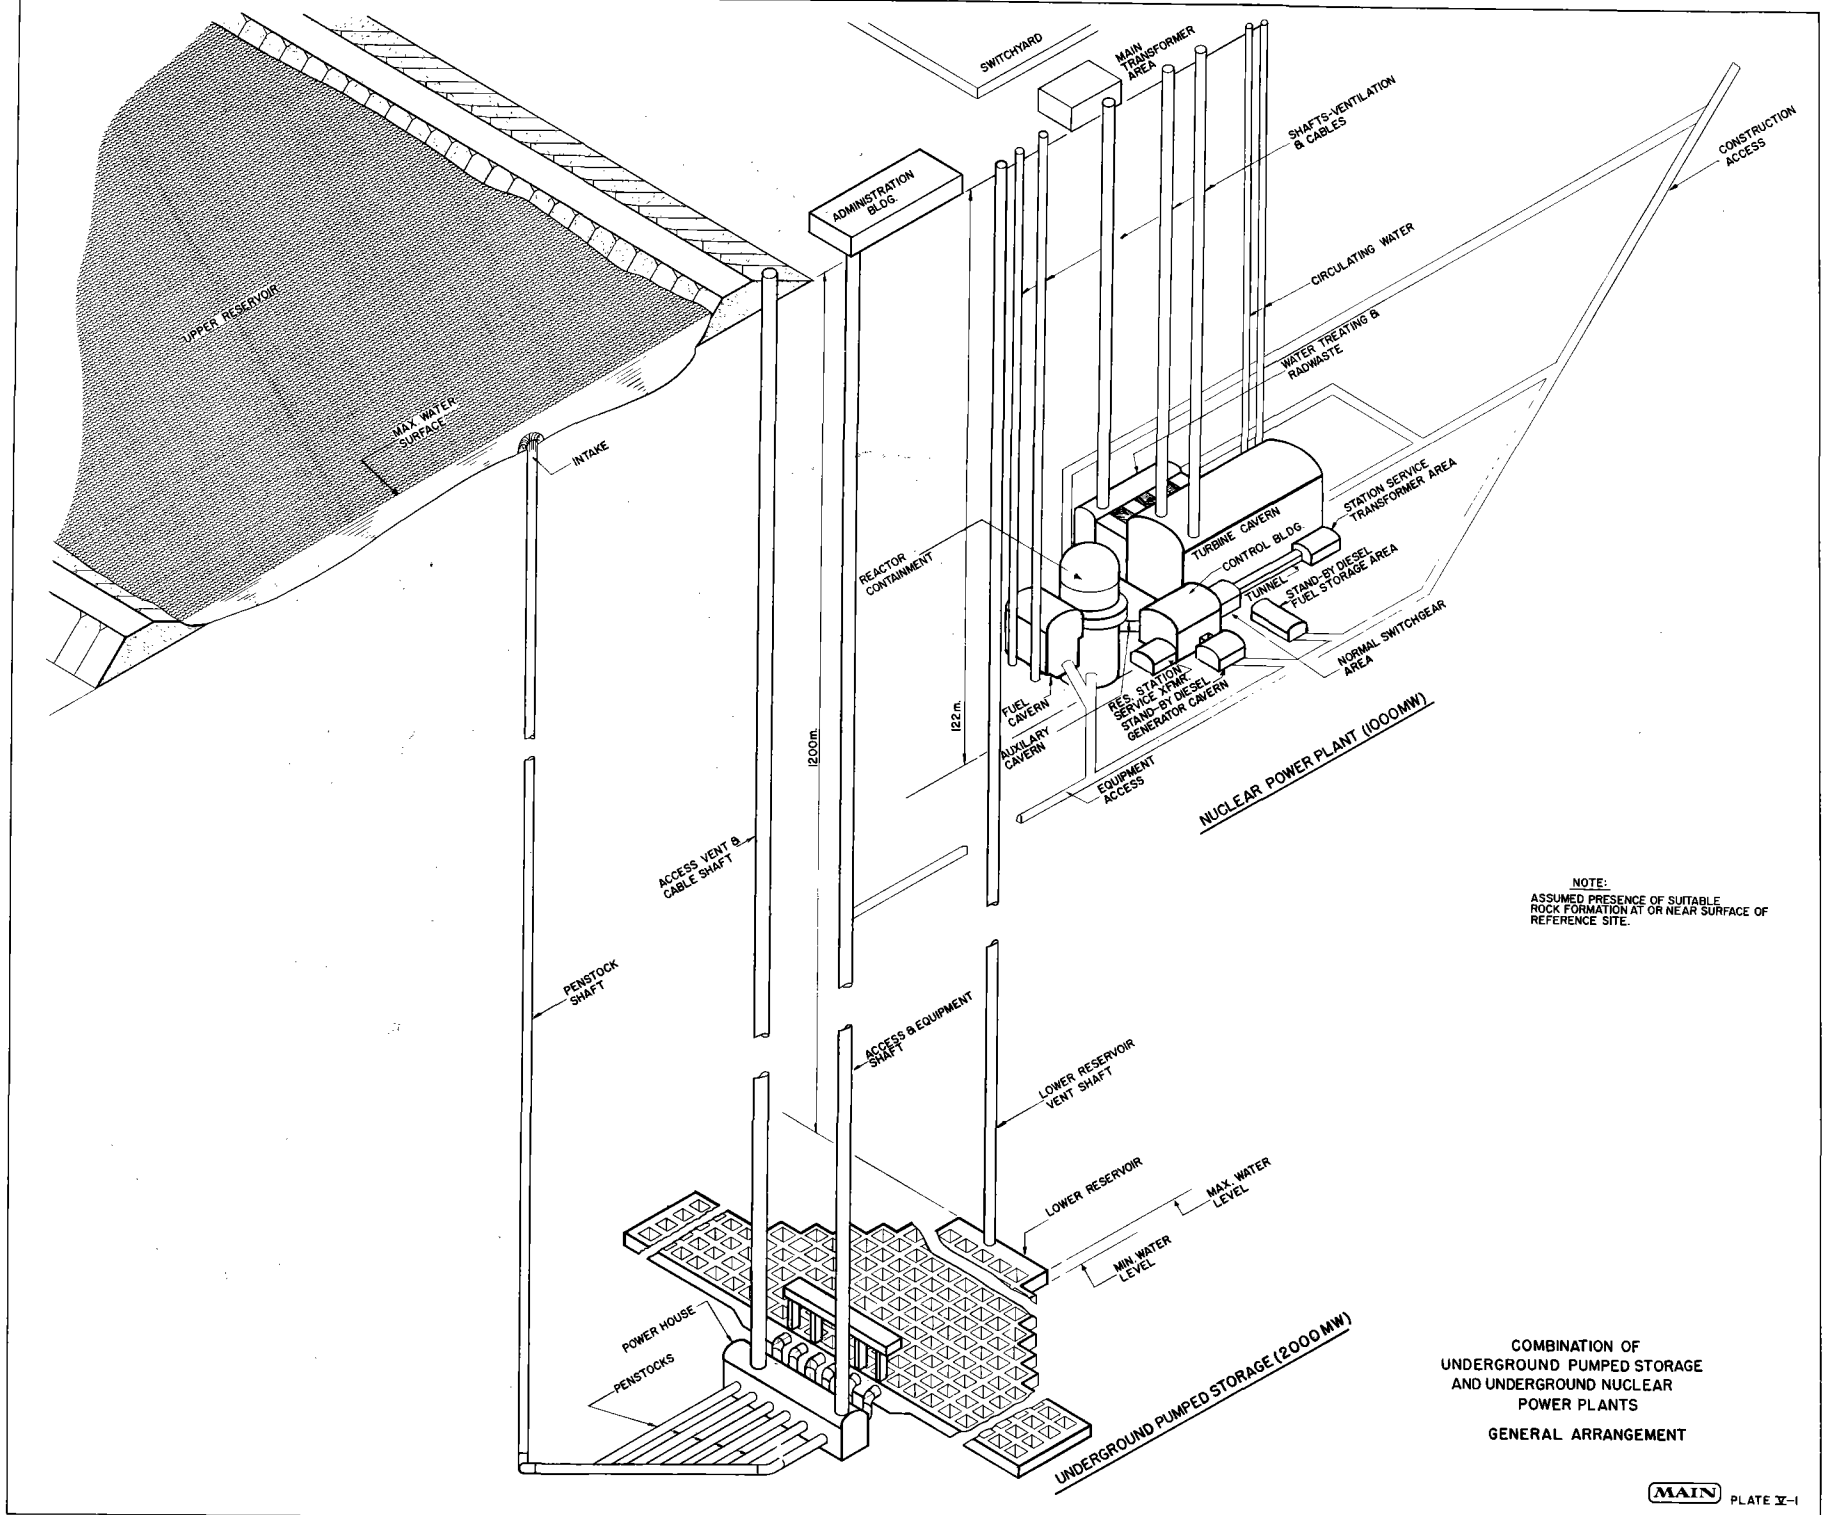 SWITCHYARD
MAIN
TRANSFORMER
AREA
SHAFTS-VENTILATION
& CABLES
CONSTRUCTION
ACCESS
ADMINISTRATION
BLDG.
CIRCULATING WATER
UPPER RESERVOIR
WATER TREATING &
RADWASTE
MAX. WATER
SURFACE
INTAKE
STATION SERVICE
TRANSFORMER AREA
TURBINE CAVERN
CONTROL BLDG.
REACTOR
CONTAINMENT
TUNNEL
STAND-BY DIESEL
FUEL STORAGE AREA
NORMAL SWITCHGEAR
AREA
RES. STATION
SERVICE XFMR.
STAND-BY DIESEL
GENERATOR CAVERN
FUEL
CAVERN
AUXILARY
CAVERN
122m.
1200m.
EQUIPMENT
ACCESS
NUCLEAR POWER PLANT (1000MW)
ACCESS VENT &
CABLE SHAFT
NOTE:
ASSUMED PRESENCE OF SUITABLE
ROCK FORMATION AT OR NEAR SURFACE OF
REFERENCE SITE.
PENSTOCK
SHAFT
ACCESS & EQUIPMENT
SHAFT
LOWER RESERVOIR
VENT SHAFT
LOWER RESERVOIR
MAX. WATER
LEVEL
MIN. WATER
LEVEL
POWER HOUSE
PENSTOCKS
UNDERGROUND PUMPED STORAGE (2000 MW)
COMBINATION OF
UNDERGROUND PUMPED STORAGE
AND UNDERGROUND NUCLEAR
POWER PLANTS
GENERAL ARRANGEMENT
MAIN PLATE V-1